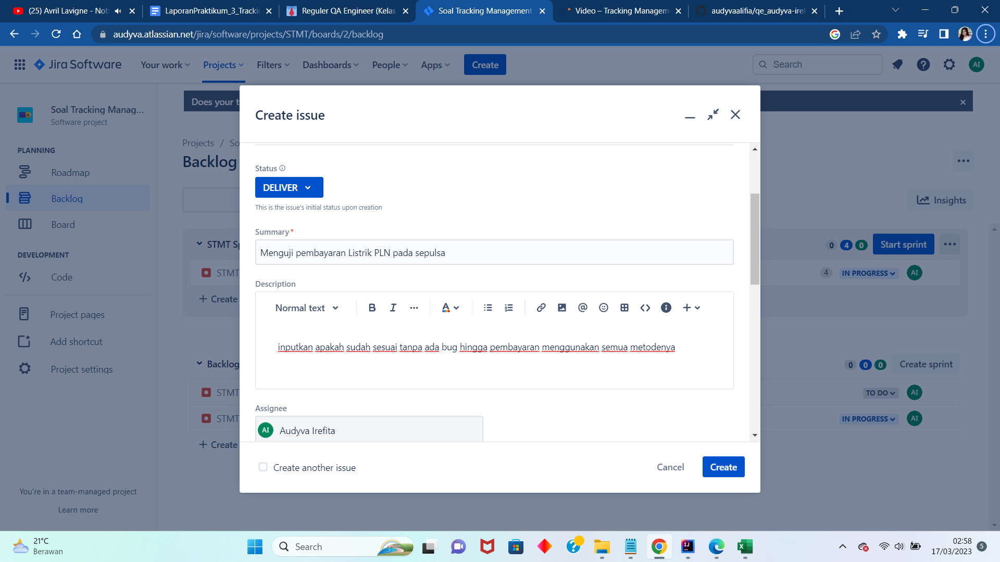 (25) Avril Lavigne - Nob
LaporanPraktikum_3_Trackin
Reguler QA Engineer (Kelas
Soal Tracking Management
Video – Tracking Managem
audyvaalifia/qe_audyva-iref
audyva.atlassian.net/jira/software/projects/STMT/boards/2/backlog
Jira Software
Your work
Projects
Filters
Dashboards
People
Apps
Create
Search
AI
Does your t
Soal Tracking Manag...
Software project
PLANNING
Roadmap
Backlog
Board
DEVELOPMENT
Code
Project pages
Add shortcut
Project settings
You're in a team-managed project
Learn more
Projects / So
Backlog
Insights
STMT Sp
0 4 0 Start sprint
STMT
4 IN PROGRESS AI
+ Create
Backlog
0 0 0 Create sprint
STMT
TO DO AI
STMT
IN PROGRESS AI
+ Create
Create issue
Status
DELIVER
This is the issue's initial status upon creation
Summary *
Menguji pembayaran Listrik PLN pada sepulsa
Description
Normal text
B I
inputkan apakah sudah sesuai tanpa ada bug hingga pembayaran menggunakan semua metodenya
Assignee
AI Audyva Irefita
Create another issue
Cancel
Create
21°C
Berawan
Search
02:58
17/03/2023
5